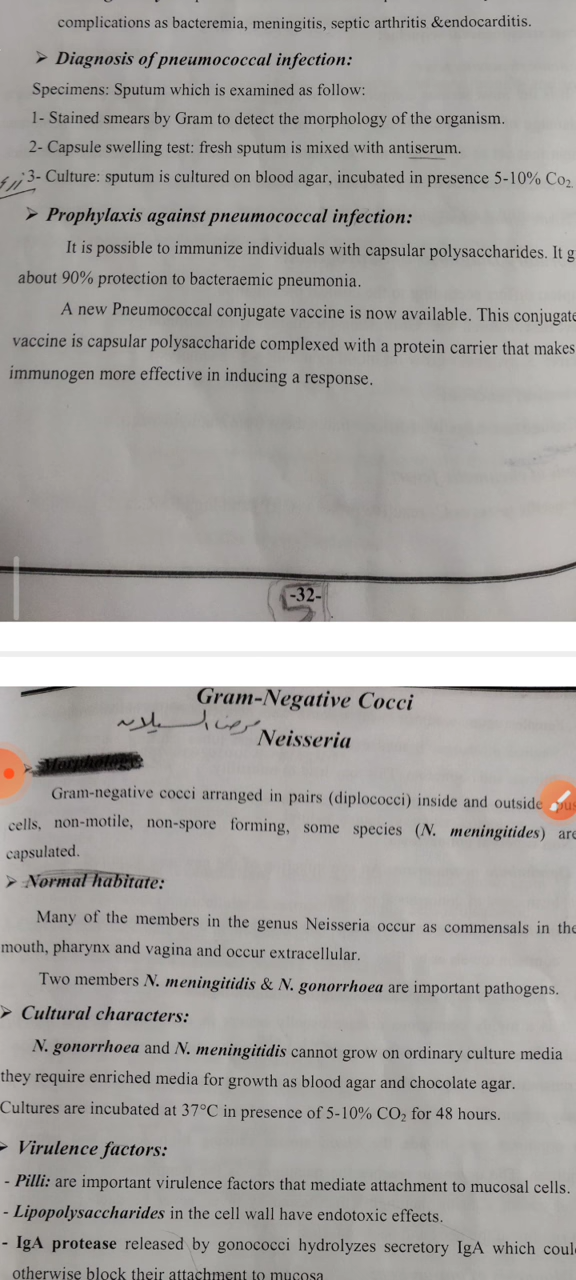 complications as bacteremia, meningitis, septic arthritis &endocarditis.
➤ Diagnosis of pneumococcal infection:
Specimens: Sputum which is examined as follow:
1- Stained smears by Gram to detect the morphology of the organism.
2- Capsule swelling test: fresh sputum is mixed with antiserum.
3- Culture: sputum is cultured on blood agar, incubated in presence 5-10% Co₂
➤ Prophylaxis against pneumococcal infection:
It is possible to immunize individuals with capsular polysaccharides. It g
about 90% protection to bacteraemic pneumonia.
A new Pneumococcal conjugate vaccine is now available. This conjugate
vaccine is capsular polysaccharide complexed with a protein carrier that makes
immunogen more effective in inducing a response.
-32-
Gram-Negative Cocci
مرض السيلان
Neisseria
➤ Morphology:
Gram-negative cocci arranged in pairs (diplococci) inside and outside pus
cells, non-motile, non-spore forming, some species (N. meningitides) are
capsulated.
➤ Normal habitate:
Many of the members in the genus Neisseria occur as commensals in the
mouth, pharynx and vagina and occur extracellular.
Two members N. meningitidis & N. gonorrhoea are important pathogens.
➤ Cultural characters:
N. gonorrhoea and N. meningitidis cannot grow on ordinary culture media
they require enriched media for growth as blood agar and chocolate agar.
Cultures are incubated at 37°C in presence of 5-10% CO₂ for 48 hours.
➤ Virulence factors:
- Pilli: are important virulence factors that mediate attachment to mucosal cells.
- Lipopolysaccharides in the cell wall have endotoxic effects.
- IgA protease released by gonococci hydrolyzes secretory IgA which coul
otherwise block their attachment to mucosa